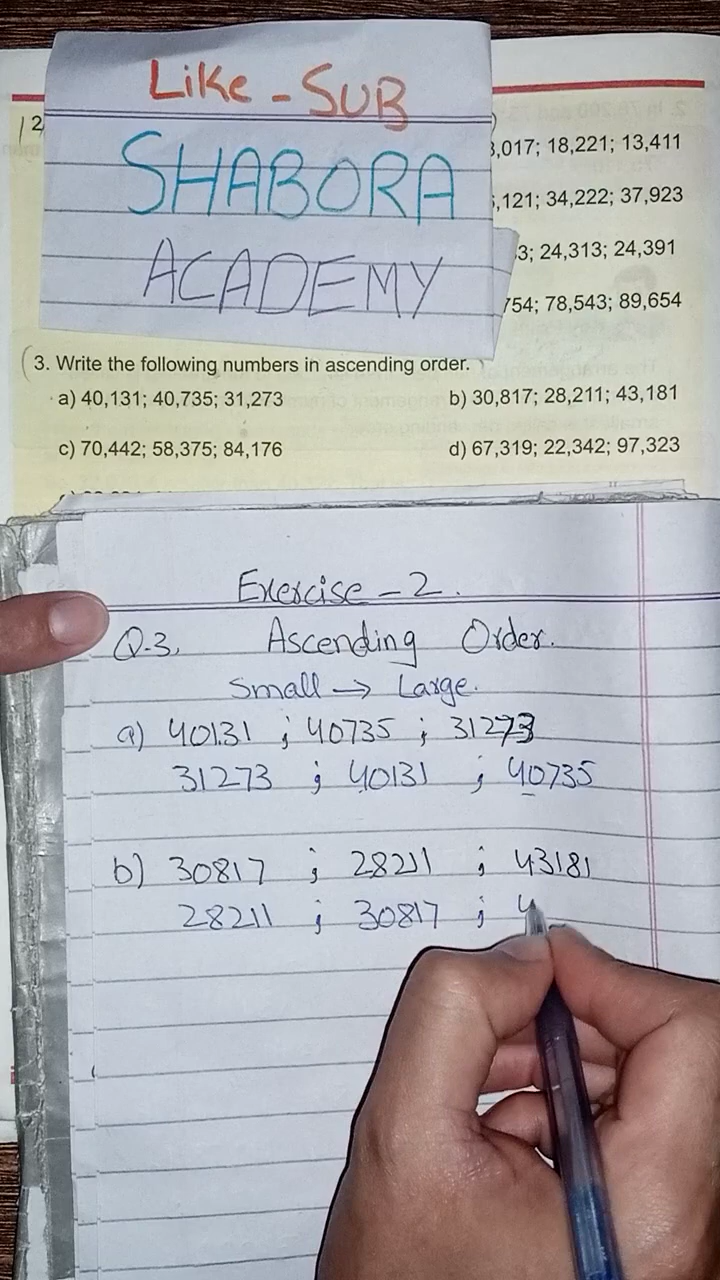 Like - SUB
SHABORA
ACADEMY
2
3,017; 18,221; 13,411
,121; 34,222; 37,923
3; 24,313; 24,391
754; 78,543; 89,654
3. Write the following numbers in ascending order.
a) 40,131; 40,735; 31,273 b) 30,817; 28,211; 43,181
c) 70,442; 58,375; 84,176 d) 67,319; 22,342; 97,323
Exercise - 2.
Q.3. Ascending Order.
Small → Large.
a) 40131 ; 40735 ; 31273
31273 ; 40131 ; 40735
b) 30817 ; 28211 ; 43181
28211 ; 30817 ; 4